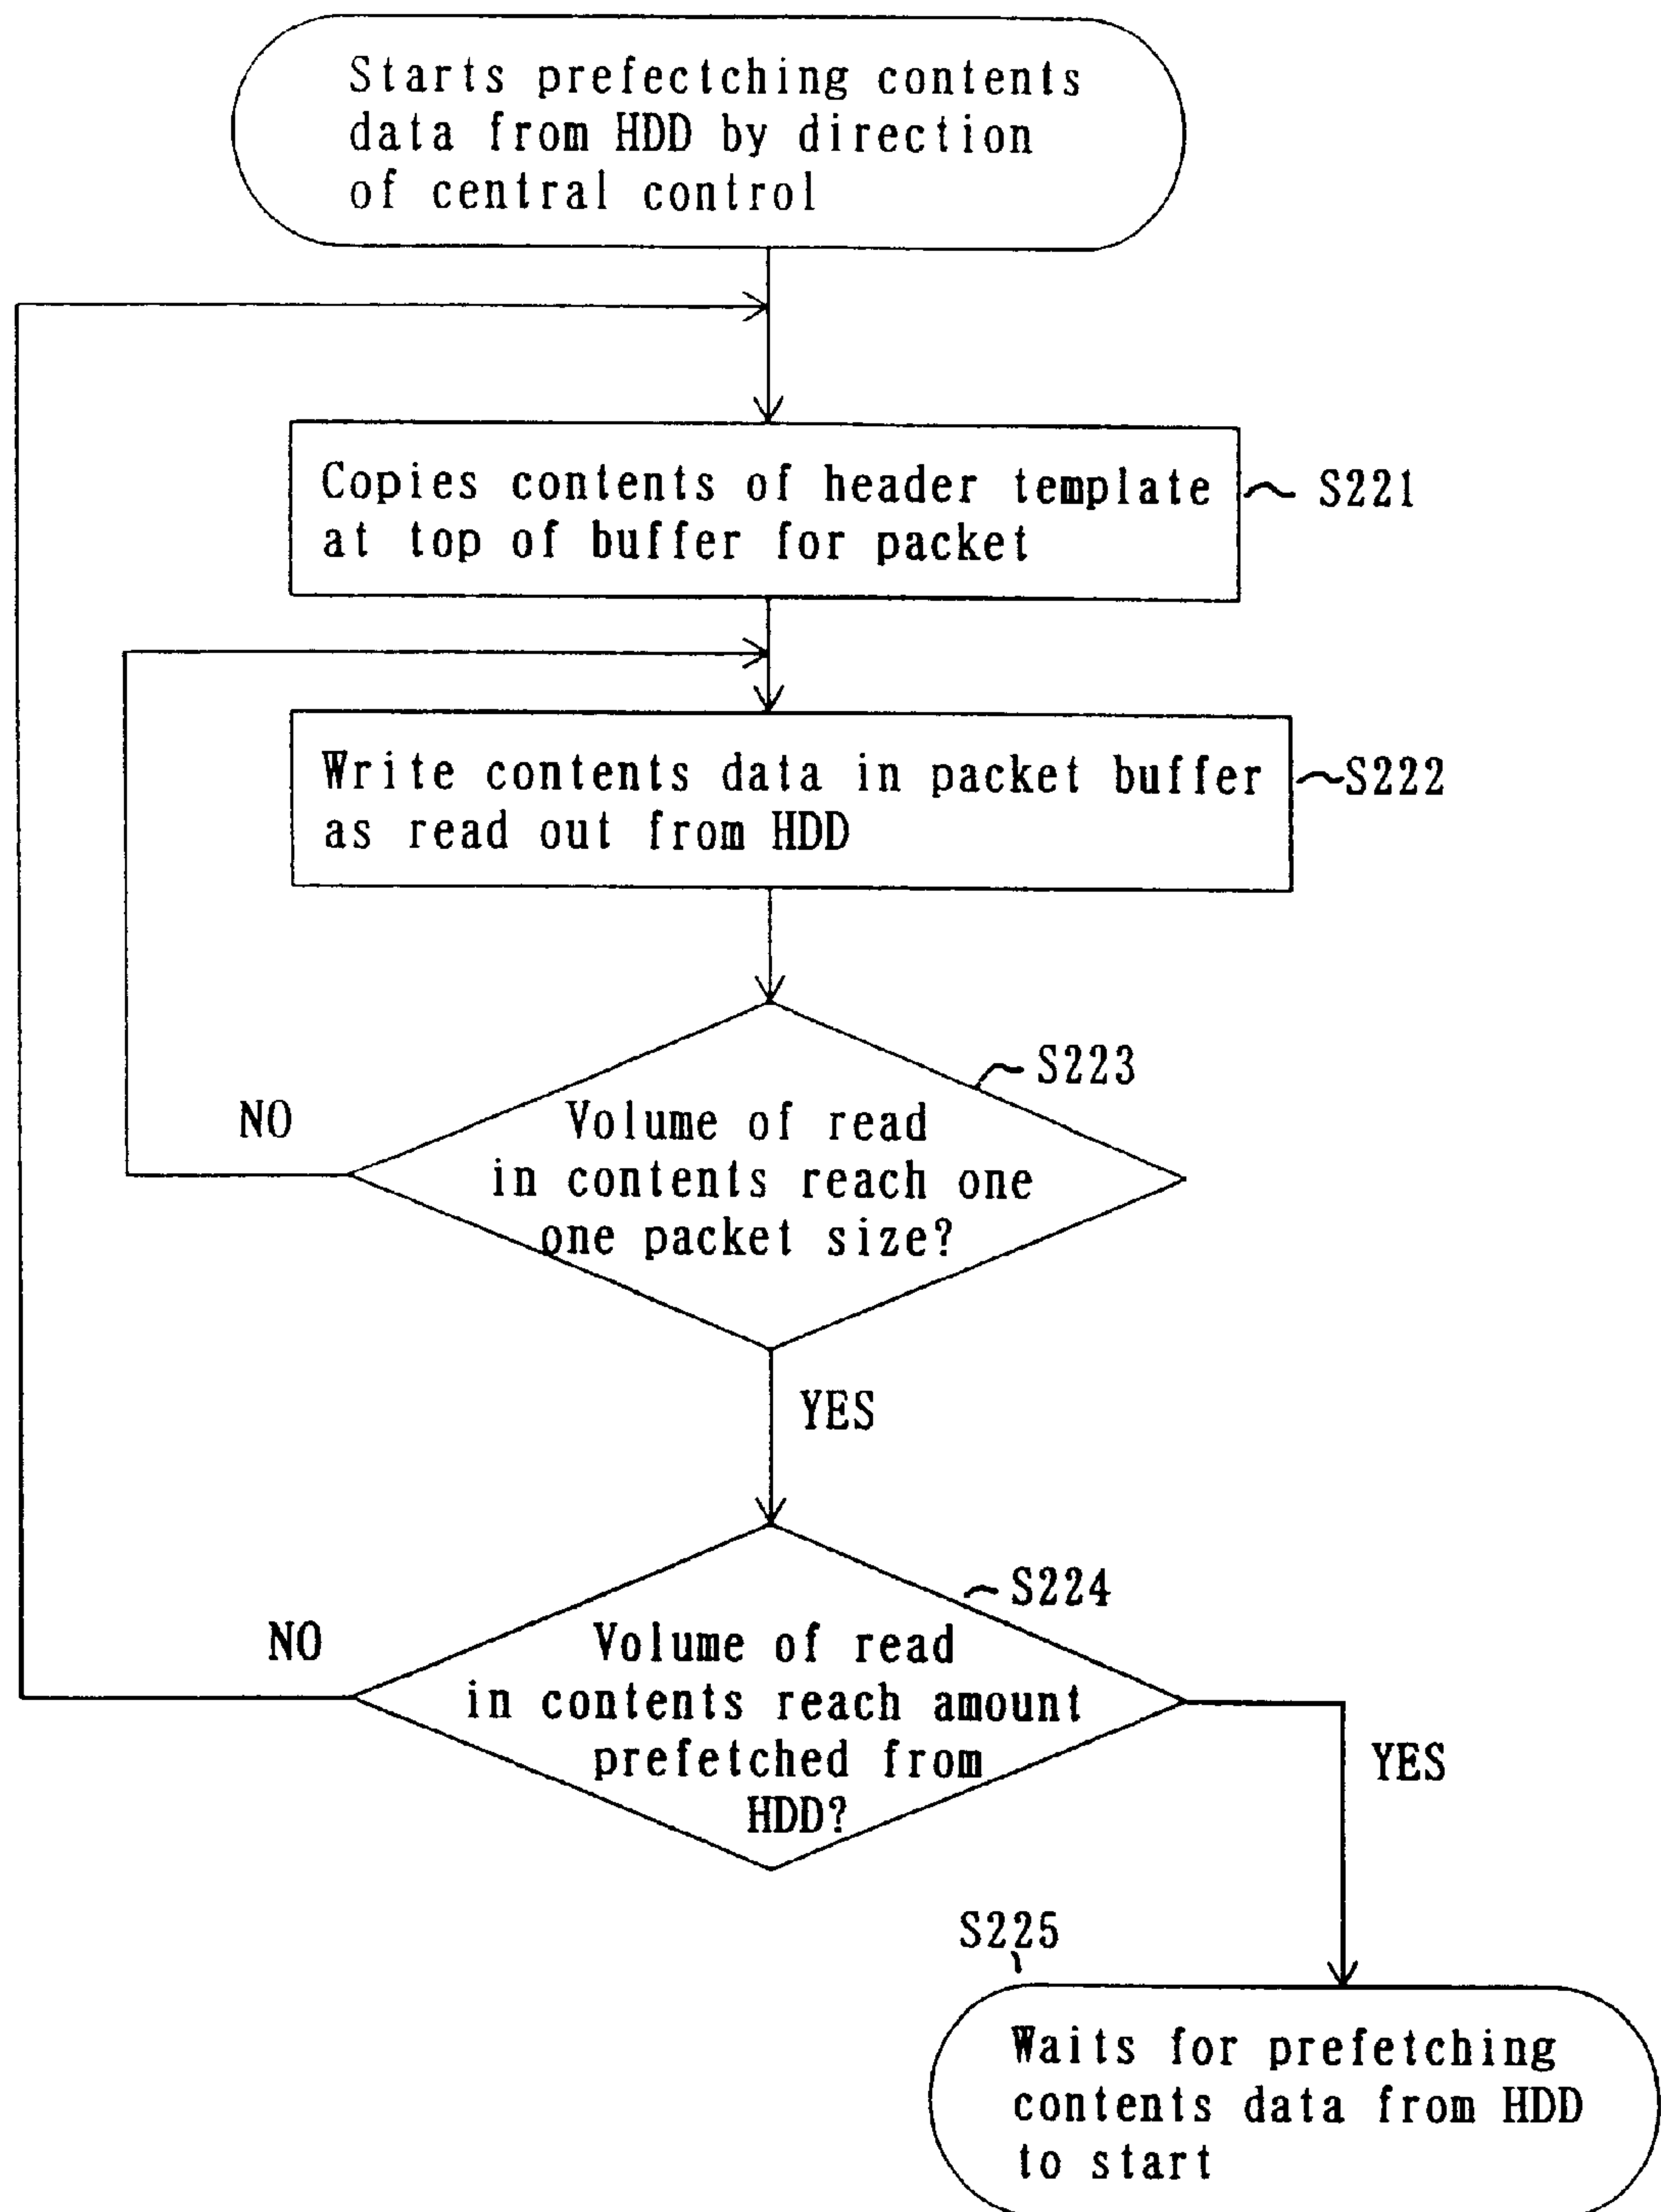 Starts prefectching contents
data from HDD by direction
of central control
Copies contents of header template
at top of buffer for packet
S221
Write contents data in packet buffer
as read out from HDD
S222
S223
NO
Volume of read
in contents reach one
one packet size?
YES
S224
NO
Volume of read
in contents reach amount
prefetched from
HDD?
YES
S225
Waits for prefetching
contents data from HDD
to start